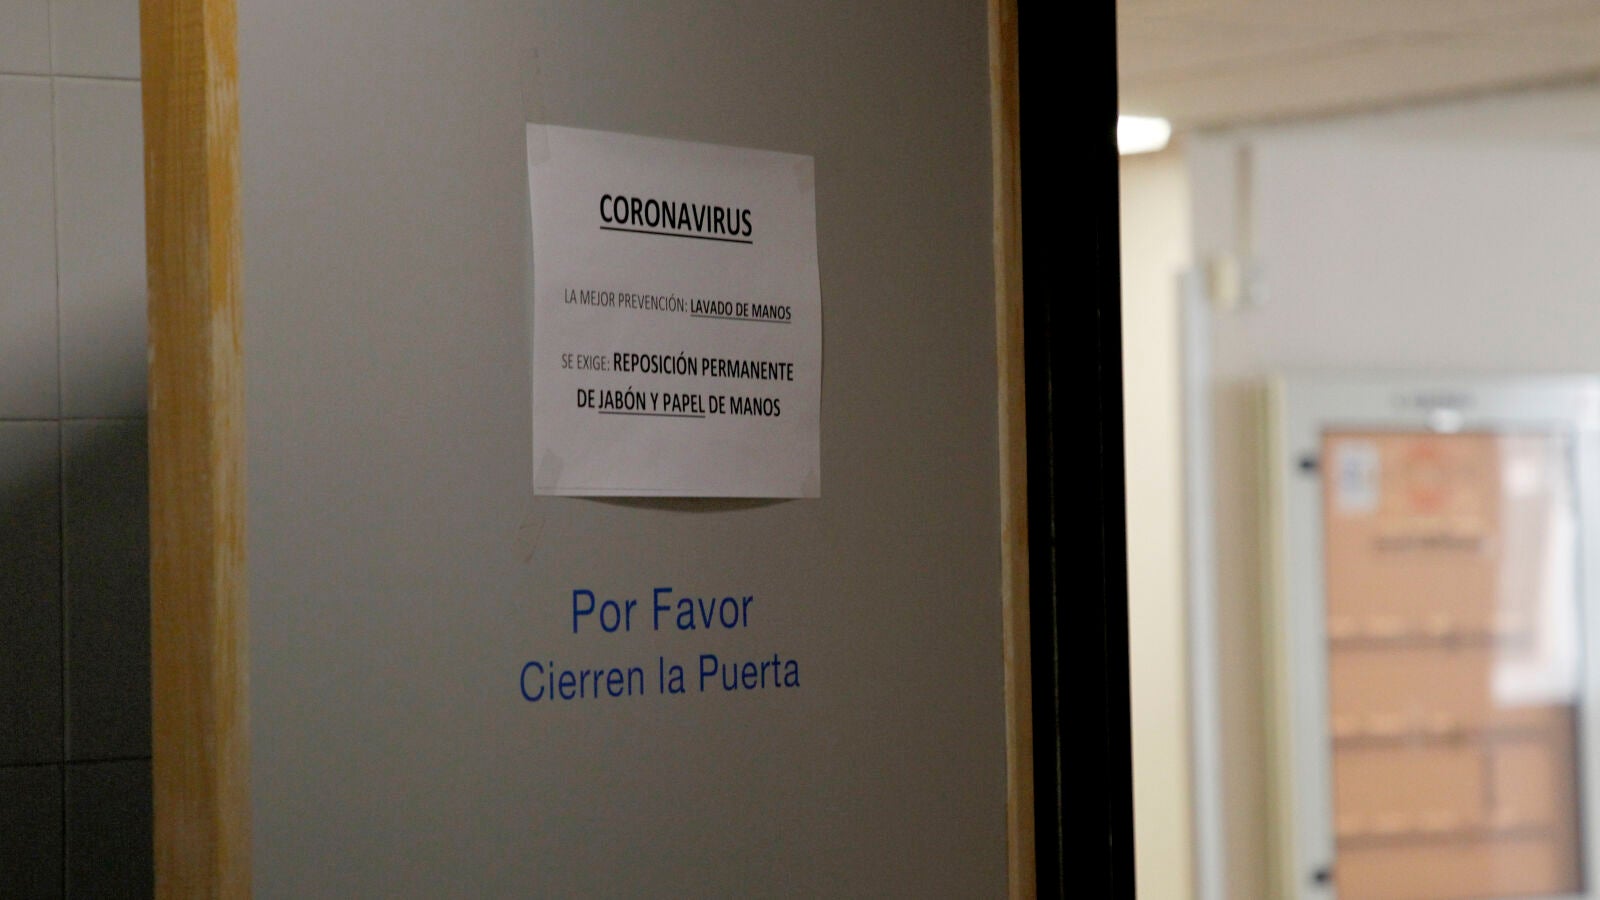 CORONAVIRUS
LA MEJOR PREVENCIÓN: LAVADO DE MANOS
SE EXIGE: REPOSICIÓN PERMANENTE
DE JABÓN Y PAPEL DE MANOS
Por Favor
Cierren la Puerta